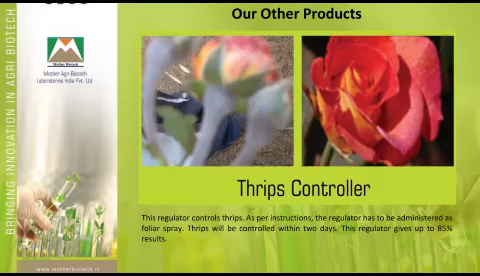 Our Other Products
BRINGING INNOVATION IN AGRI BIOTECH
Mother Biotech
Mother Agri Biotech
Laboratories India Pvt. Ltd.
Thrips Controller
This regulator controls thrips. As per instructions, the regulator has to be administered as
foliar spray. Thrips will be controlled within two days. This regulator gives up to 85%
results.
www.motherbiotech.in